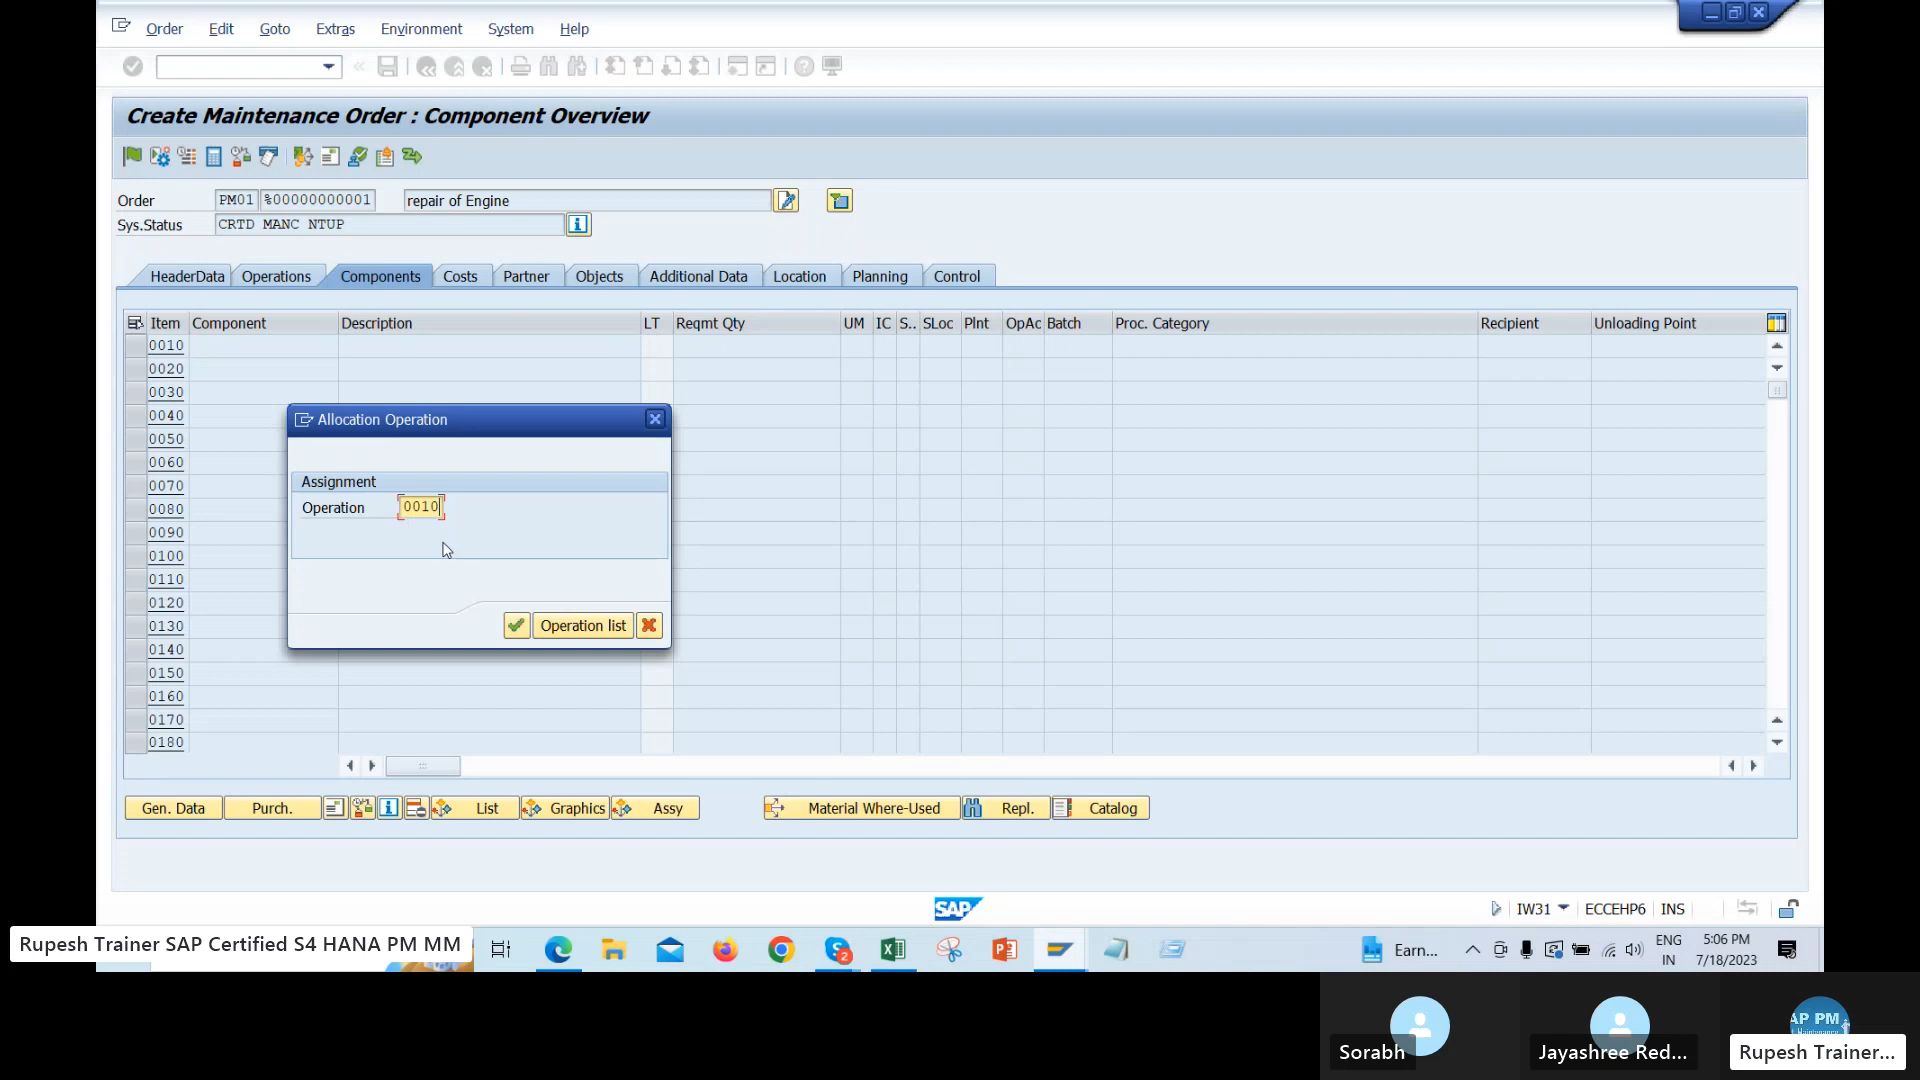 Order Edit Goto Extras Environment System Help
Create Maintenance Order : Component Overview
Order PM01 %00000000001 repair of Engine
Sys.Status CRTD MANC NTUP
HeaderData Operations Components Costs Partner Objects Additional Data Location Planning Control
Item Component Description LT Reqmt Qty UM IC S.. SLoc Plnt OpAc Batch Proc. Category Recipient Unloading Point
0010
0020
0030
0040
0050
0060
0070
0080
0090
0100
0110
0120
0130
0140
0150
0160
0170
0180
Allocation Operation
Assignment
Operation 0010
Operation list
Gen. Data Purch. List Graphics Assy Material Where-Used Repl. Catalog
SAP
IW31 ECCEHP6 INS
Rupesh Trainer SAP Certified S4 HANA PM MM
2
Earn...
ENG
IN
5:06 PM
7/18/2023
AP PM
Sorabh
Jayashree Red...
Rupesh Trainer...